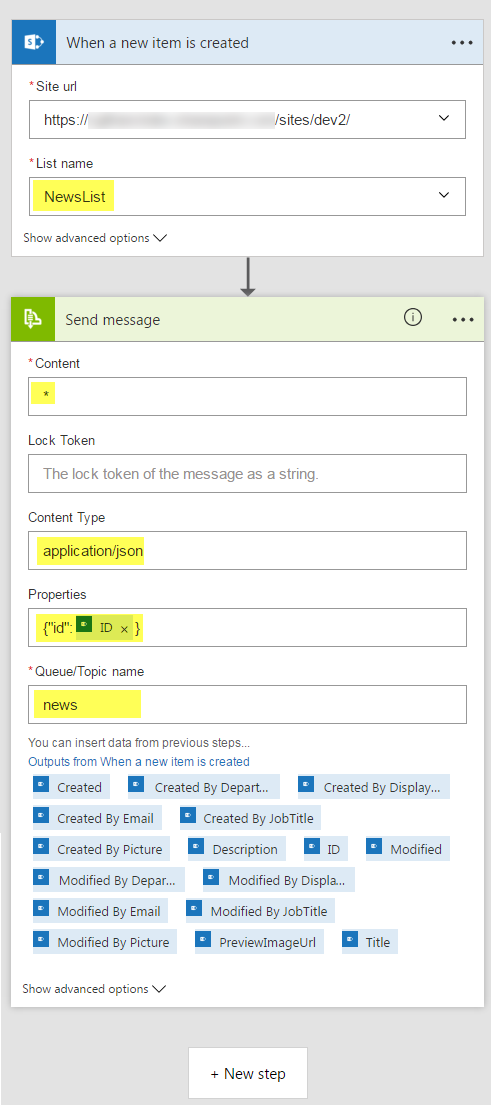 When a new item is created
...
*Site url
https:// /sites/dev2/
*List name
NewsList
Show advanced options
Send message
i
...
*Content
*
Lock Token
The lock token of the message as a string.
Content Type
application/json
Properties
{"id": ID × }
*Queue/Topic name
news
You can insert data from previous steps...
Outputs from When a new item is created
Created Created By Depart... Created By Display...
Created By Email Created By JobTitle
Created By Picture Description ID Modified
Modified By Depar... Modified By Displa...
Modified By Email Modified By JobTitle
Modified By Picture PreviewImageUrl Title
Show advanced options
+ New step